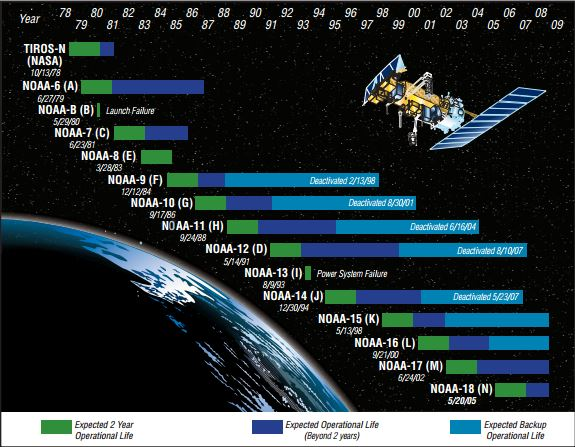 Year 78 80 82 84 86 88 90 92 94 96 98 00 02 04 06 08
79 81 83 85 87 89 91 93 95 97 99 01 03 05 07 09
TIROS-N
(NASA)
10/13/78
NOAA-6 (A)
6/27/79
NOAA-B (B) Launch Failure
5/29/80
NOAA-7 (C)
6/23/81
NOAA-8 (E)
3/28/83
NOAA-9 (F) Deactivated 2/13/98
12/12/84
NOAA-10 (G) Deactivated 8/30/01
9/17/86
NOAA-11 (H) Deactivated 6/16/04
9/24/88
NOAA-12 (D) Deactivated 8/10/07
5/14/91
NOAA-13 (I) Power System Failure
8/9/93
NOAA-14 (J) Deactivated 5/23/07
12/30/94
NOAA-15 (K)
5/13/98
NOAA-16 (L)
9/21/00
NOAA-17 (M)
6/24/02
NOAA-18 (N)
5/20/05
Expected 2 Year
Operational Life
Expected Operational Life
(Beyond 2 years)
Expected Backup
Operational Life